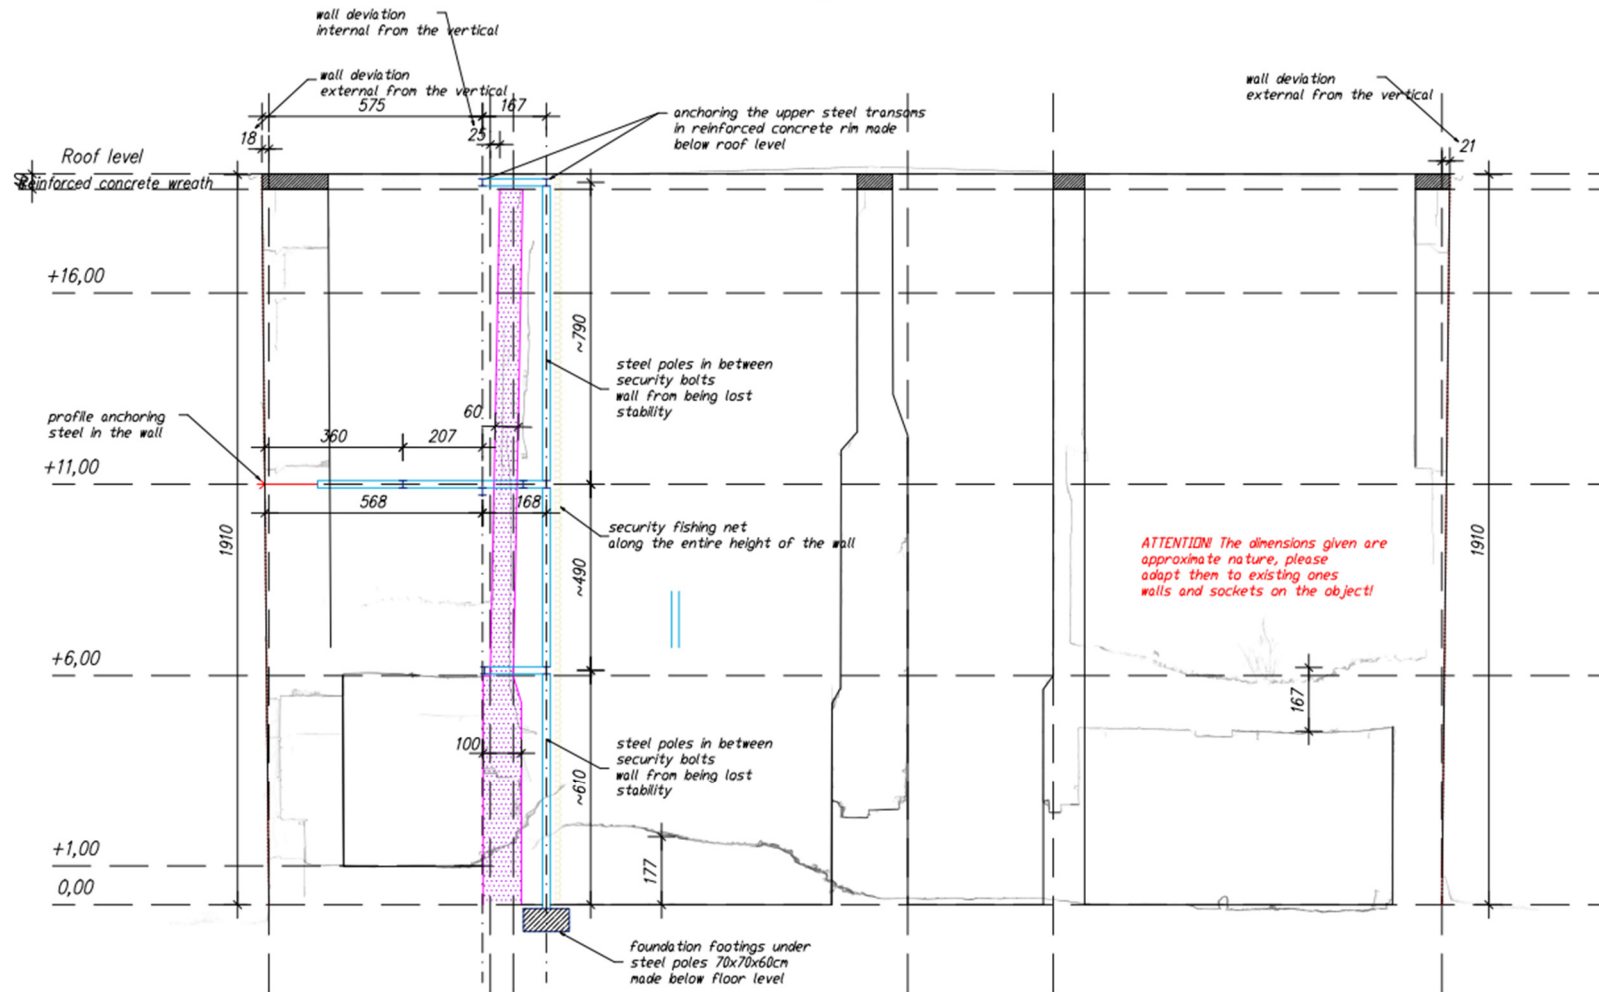 wall deviation
internal from the vertical
wall deviation
external from the vertical
wall deviation
external from the vertical
575
167
anchoring the upper steel transoms
in reinforced concrete rim made
below roof level
18
25
21
Roof level
Reinforced concrete wreath
+16,00
~790
steel poles in between
security bolts
wall from being lost
stability
60
profile anchoring
steel in the wall
360
207
+11,00
568
168
1910
security fishing net
along the entire height of the wall
1910
ATTENTION! The dimensions given are
approximate nature, please
adapt them to existing ones
walls and sockets on the object!
~490
+6,00
167
100
steel poles in between
security bolts
wall from being lost
stability
~610
+1,00
177
0,00
foundation footings under
steel poles 70x70x60cm
made below floor level